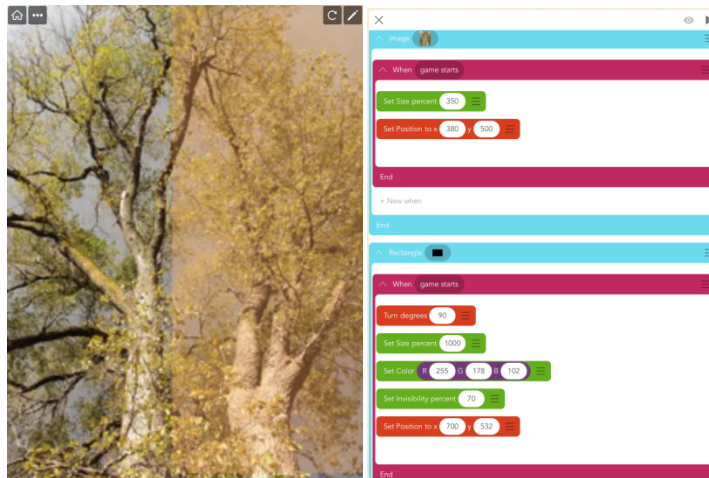 Image
When game starts
Set Size percent 350
Set Position to x 380 y 500
End
+ New when
End
Rectangle
When game starts
Turn degrees 90
Set Size percent 1000
Set Color R 255 G 178 B 102
Set Invisibility percent 70
Set Position to x 700 y 532
End